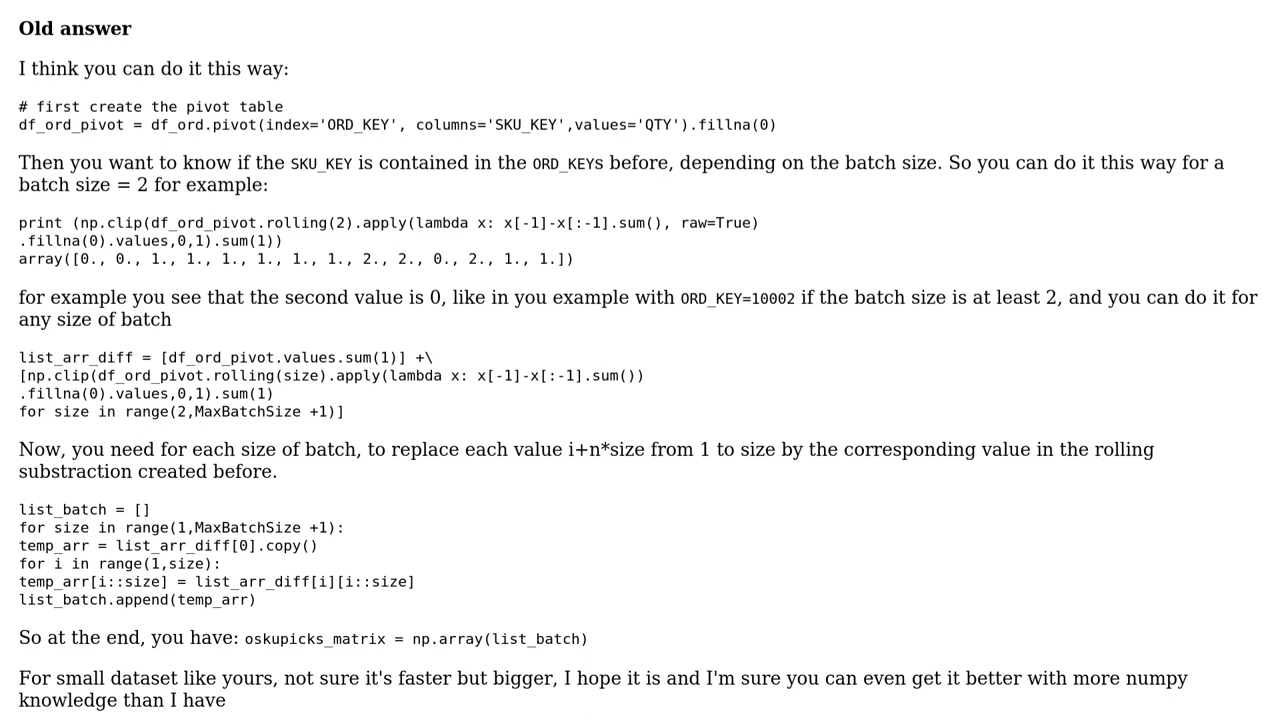 Old answer
I think you can do it this way:
# first create the pivot table
df_ord_pivot = df_ord.pivot(index='ORD_KEY', columns='SKU_KEY',values='QTY').fillna(0)
Then you want to know if the SKU_KEY is contained in the ORD_KEYs before, depending on the batch size. So you can do it this way for a
batch size = 2 for example:
print (np.clip(df_ord_pivot.rolling(2).apply(lambda x: x[-1]-x[:-1].sum(), raw=True)
.fillna(0).values,0,1).sum(1))
array([0., 0., 1., 1., 1., 1., 1., 1., 2., 2., 0., 2., 1., 1.])
for example you see that the second value is 0, like in you example with ORD_KEY=10002 if the batch size is at least 2, and you can do it for
any size of batch
list_arr_diff = [df_ord_pivot.values.sum(1)] +\
[np.clip(df_ord_pivot.rolling(size).apply(lambda x: x[-1]-x[:-1].sum())
.fillna(0).values,0,1).sum(1)
for size in range(2,MaxBatchSize +1)]
Now, you need for each size of batch, to replace each value i+n*size from 1 to size by the corresponding value in the rolling
substraction created before.
list_batch = []
for size in range(1,MaxBatchSize +1):
temp_arr = list_arr_diff[0].copy()
for i in range(1,size):
temp_arr[i::size] = list_arr_diff[i][i::size]
list_batch.append(temp_arr)
So at the end, you have: oskupicks_matrix = np.array(list_batch)
For small dataset like yours, not sure it's faster but bigger, I hope it is and I'm sure you can even get it better with more numpy
knowledge than I have